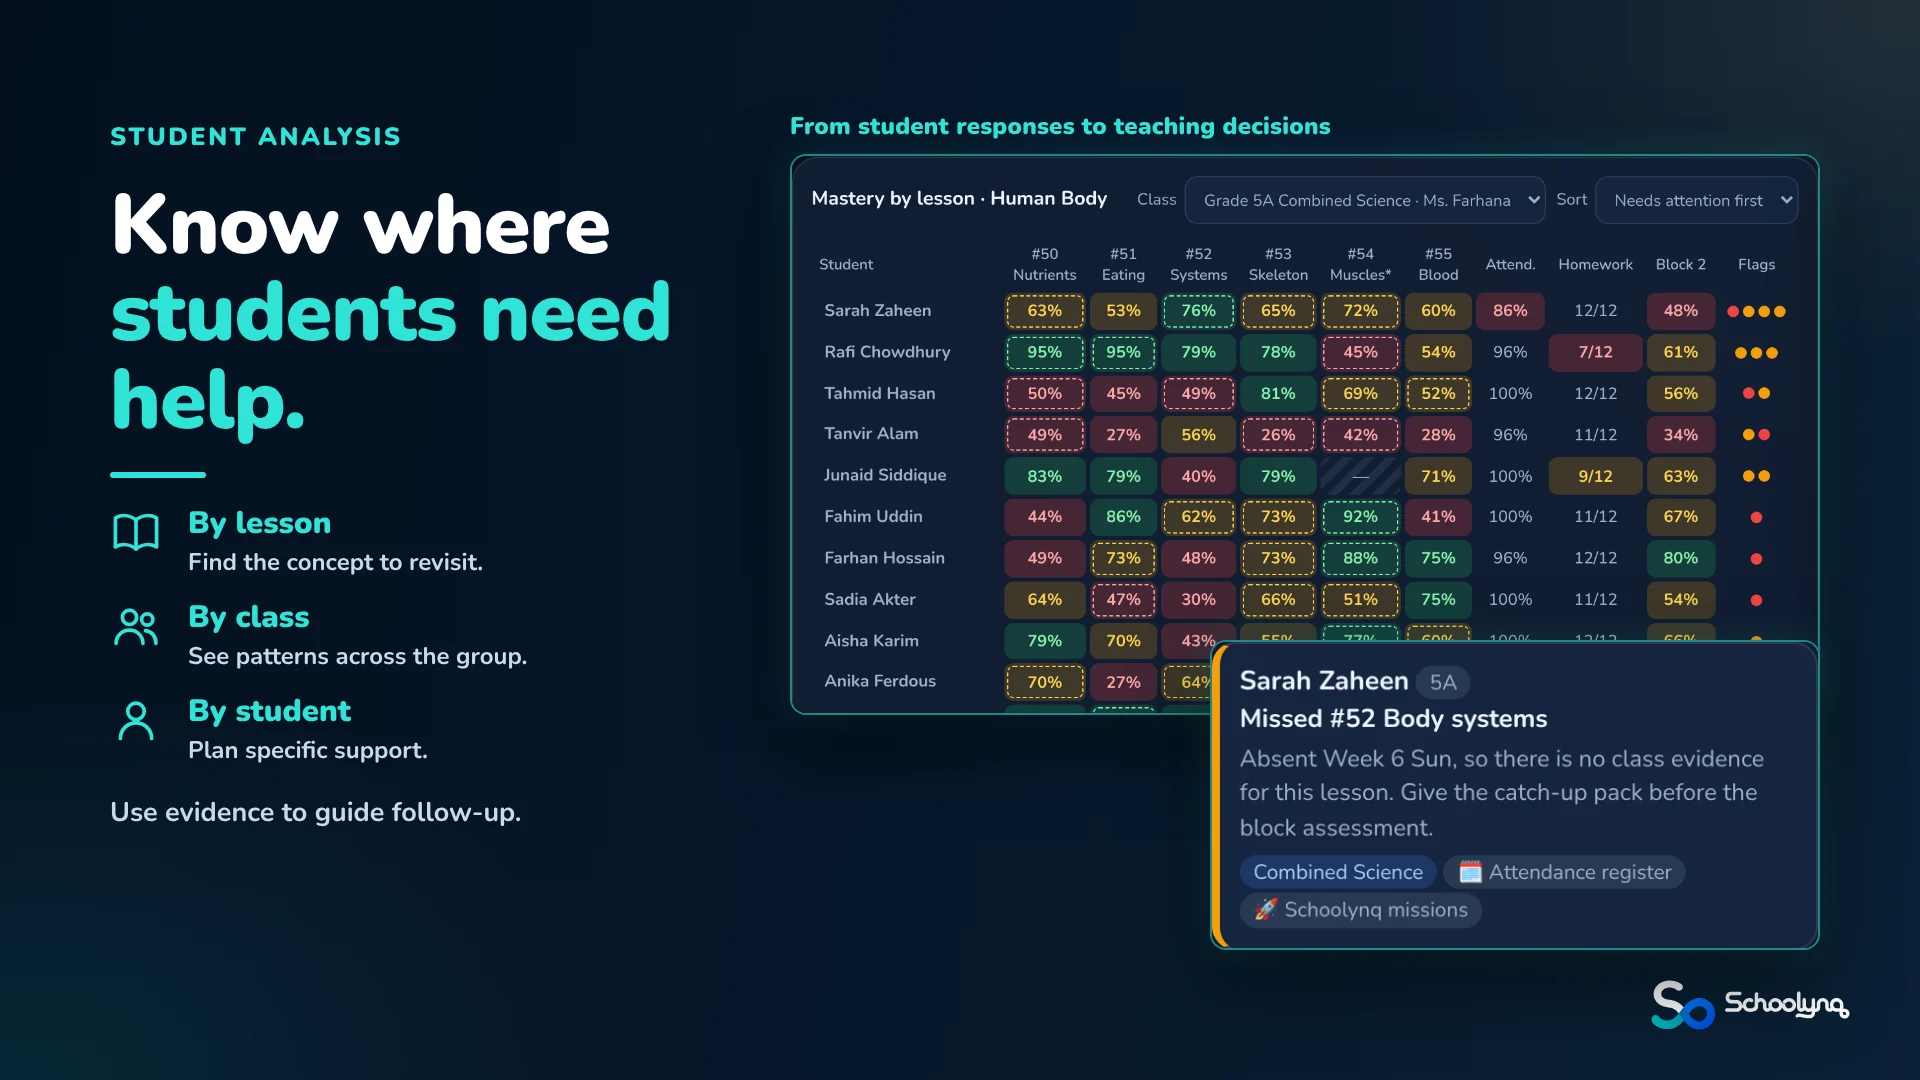 STUDENT ANALYSIS
Know where
students need
help.
By lesson
Find the concept to revisit.
By class
See patterns across the group.
By student
Plan specific support.
Use evidence to guide follow-up.
From student responses to teaching decisions
Mastery by lesson · Human Body Class Grade 5A Combined Science · Ms. Farhana Sort Needs attention first
Student #50 Nutrients #51 Eating #52 Systems #53 Skeleton #54 Muscles* #55 Blood Attend. Homework Block 2 Flags
Sarah Zaheen 63% 53% 76% 65% 72% 60% 86% 12/12 48%
Rafi Chowdhury 95% 95% 79% 78% 45% 54% 96% 7/12 61%
Tahmid Hasan 50% 45% 49% 81% 69% 52% 100% 12/12 56%
Tanvir Alam 49% 27% 56% 26% 42% 28% 96% 11/12 34%
Junaid Siddique 83% 79% 40% 79% — 71% 100% 9/12 63%
Fahim Uddin 44% 86% 62% 73% 92% 41% 100% 11/12 67%
Farhan Hossain 49% 73% 48% 73% 88% 75% 96% 12/12 80%
Sadia Akter 64% 47% 30% 66% 51% 75% 100% 11/12 54%
Aisha Karim 79% 70% 43%
Anika Ferdous 70% 27% 64%
Sarah Zaheen 5A
Missed #52 Body systems
Absent Week 6 Sun, so there is no class evidence
for this lesson. Give the catch-up pack before the
block assessment.
Combined Science Attendance register
Schoolynq missions
Schoolynq